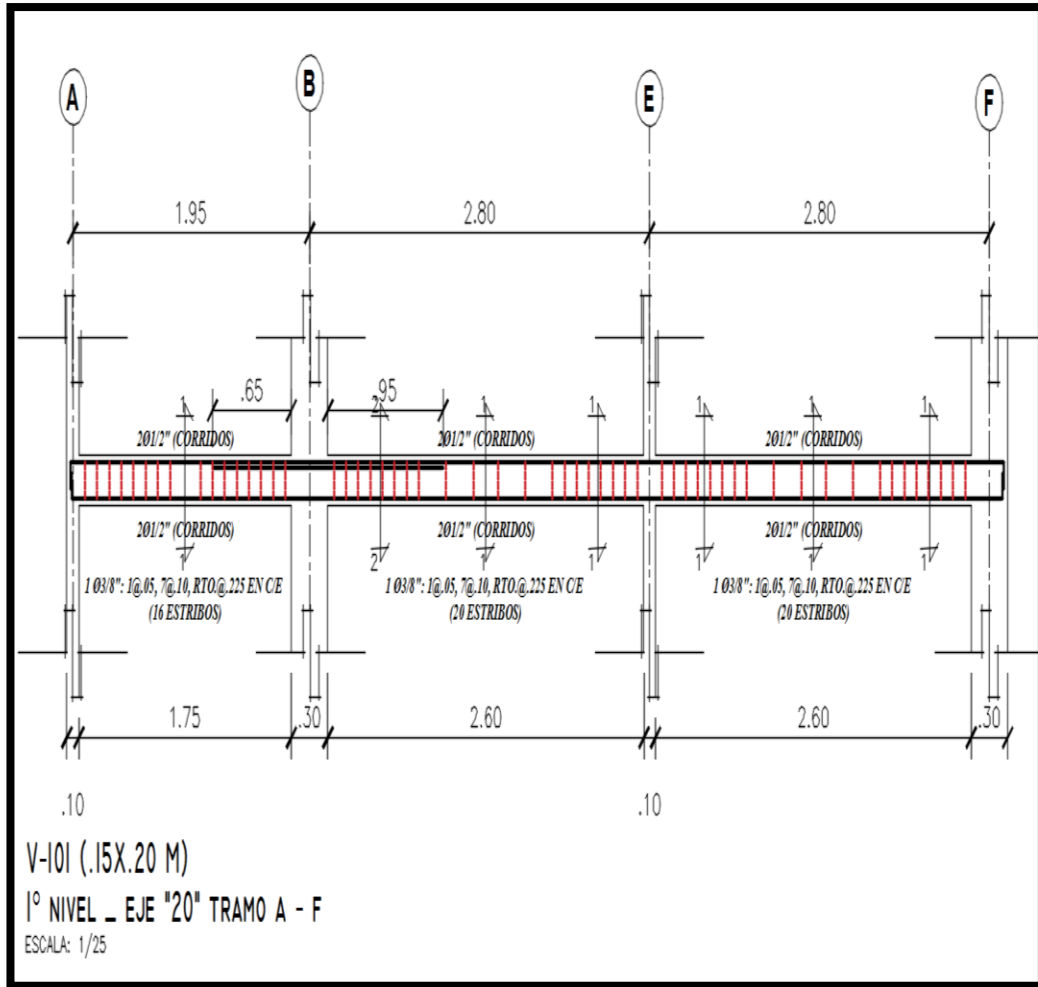 A
B
E
F
1.95
2.80
2.80
.65
.95
1
2
1
1
1
1
1
2Ø1/2" (CORRIDOS)
2Ø1/2" (CORRIDOS)
2Ø1/2" (CORRIDOS)
2Ø1/2" (CORRIDOS)
2Ø1/2" (CORRIDOS)
2Ø1/2" (CORRIDOS)
1
2
1
1
1
1
1
1 Ø3/8": 1@.05, 7@.10, RTO.@.225 EN C/E
(16 ESTRIBOS)
1 Ø3/8": 1@.05, 7@.10, RTO.@.225 EN C/E
(20 ESTRIBOS)
1 Ø3/8": 1@.05, 7@.10, RTO.@.225 EN C/E
(20 ESTRIBOS)
1.75
.30
2.60
2.60
.30
.10
.10
V-101 (.15X.20 M)
1° NIVEL _ EJE "20" TRAMO A - F
ESCALA: 1/25